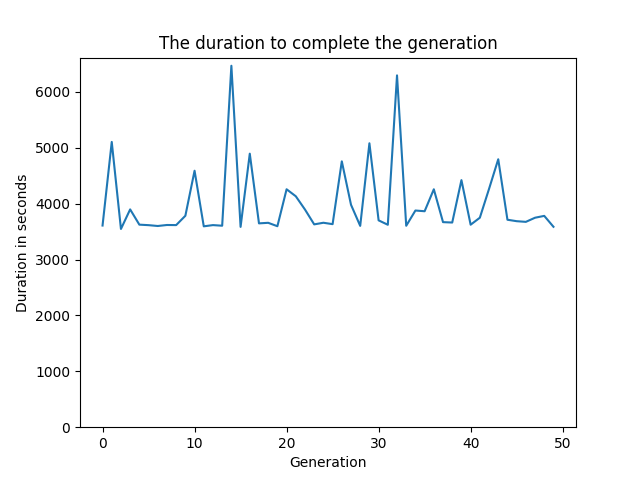 The duration to complete the generation
6000
5000
4000
3000
2000
1000
0
Duration in seconds
0 10 20 30 40 50
Generation